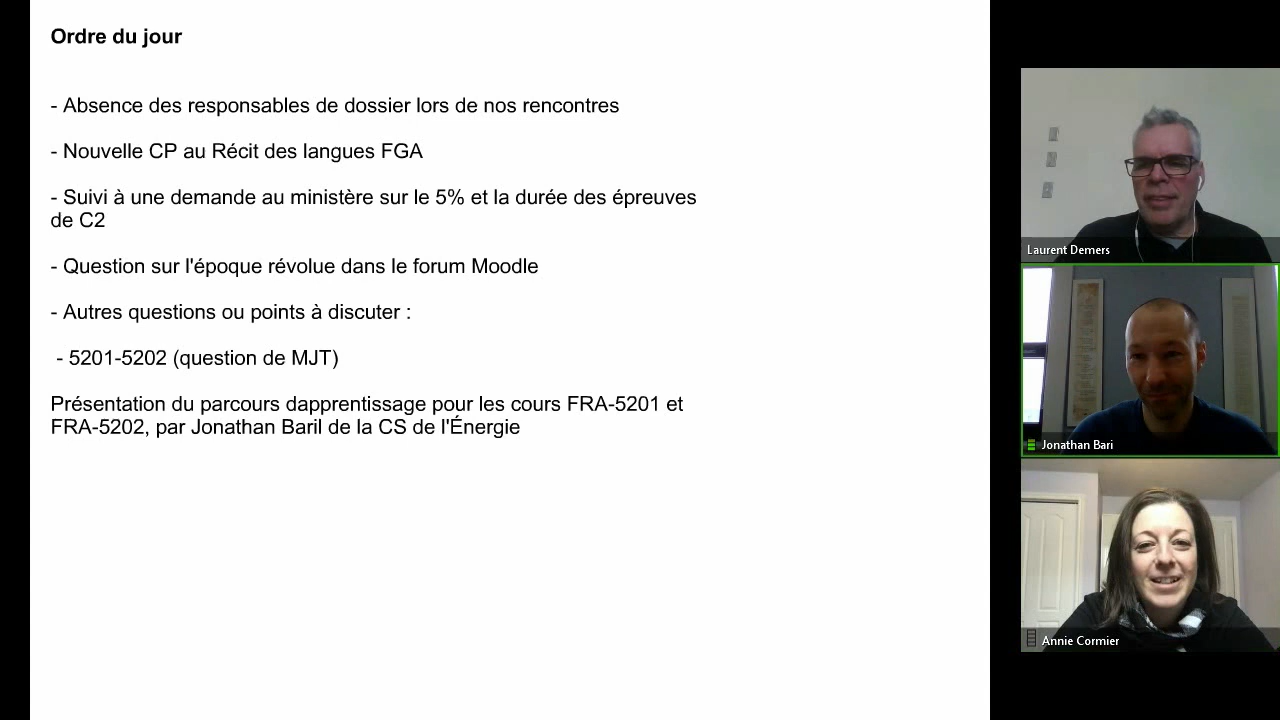 Ordre du jour
- Absence des responsables de dossier lors de nos rencontres
- Nouvelle CP au Récit des langues FGA
- Suivi à une demande au ministère sur le 5% et la durée des épreuves
de C2
- Question sur l'époque révolue dans le forum Moodle
- Autres questions ou points à discuter :
- 5201-5202 (question de MJT)
Présentation du parcours dapprentissage pour les cours FRA-5201 et
FRA-5202, par Jonathan Baril de la CS de l'Énergie
Laurent Demers
Jonathan Bari
Annie Cormier